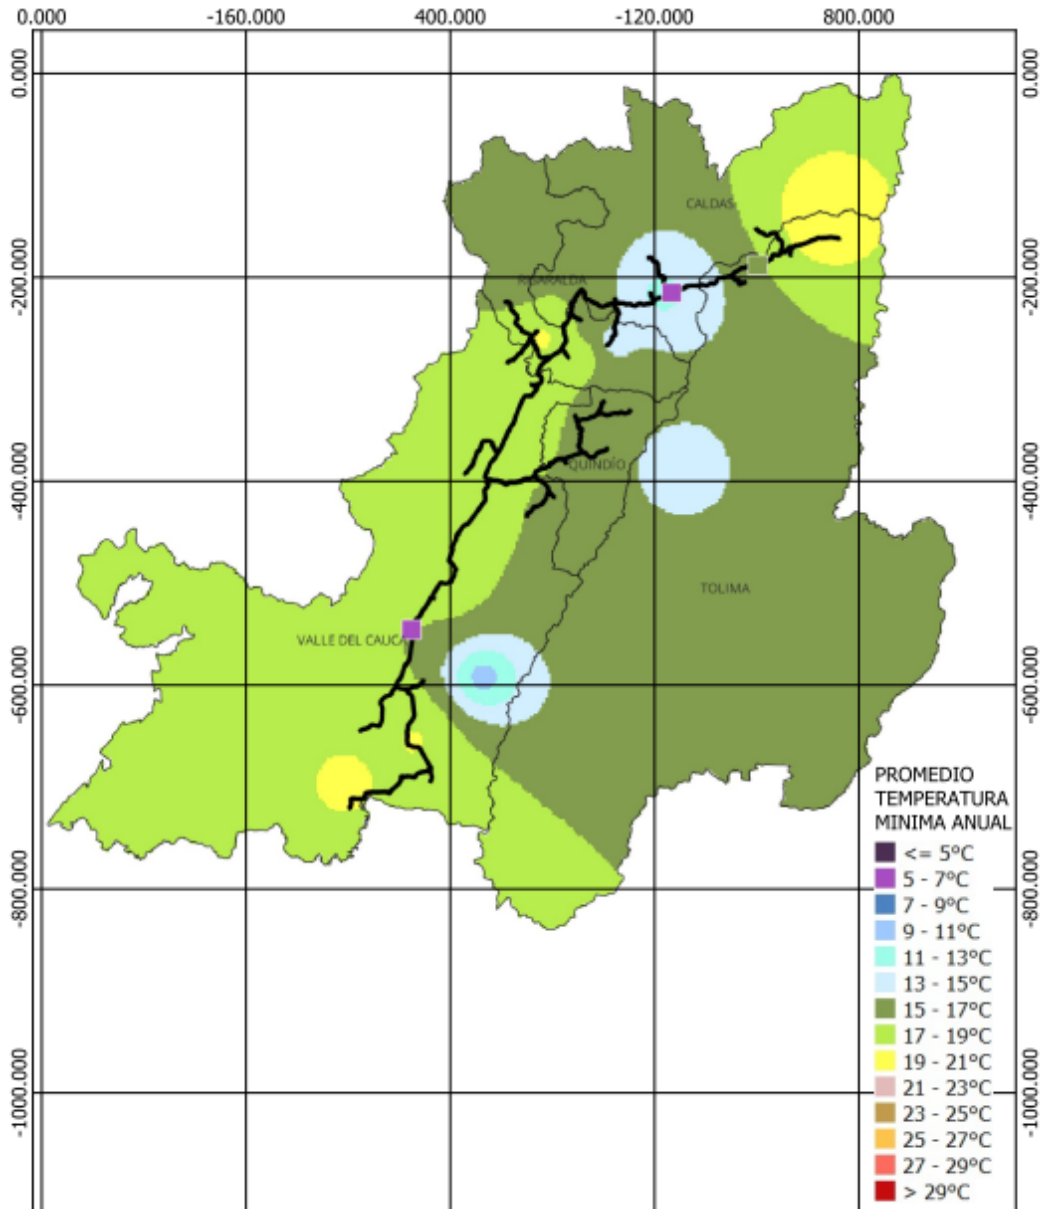 0.000 -160.000 400.000 -120.000 800.000
0.000 0.000
CALDAS
-200.000 -200.000
RISARALDA
-400.000 -400.000
QUINDÍO
TOLIMA
VALLE DEL CAUCA
-600.000 -600.000
PROMEDIO
TEMPERATURA
MINIMA ANUAL
<= 5°C
5 - 7°C
-800.000 -800.000
7 - 9°C
9 - 11°C
11 - 13°C
13 - 15°C
15 - 17°C
17 - 19°C
19 - 21°C
21 - 23°C
-1000.000 -1000.000
23 - 25°C
25 - 27°C
27 - 29°C
> 29°C